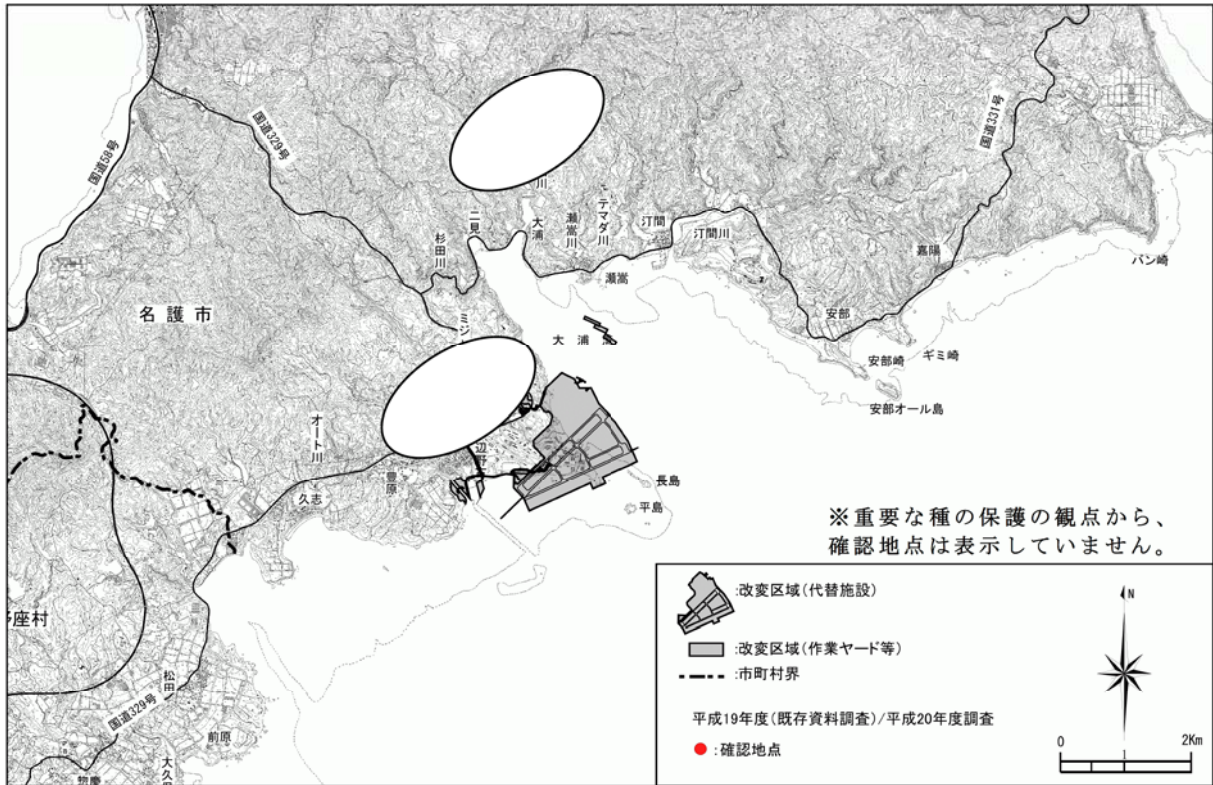 国道58号
国道329号
国道331号
川
二見
大浦
瀬嵩川
テマダ川
汀間
汀間川
杉田川
瀬嵩
嘉陽
バン崎
名護市
安部
大浦
安部崎
ギミ崎
安部オール島
オート川
辺野
豊原
久志
長島
平島
※重要な種の保護の観点から、
確認地点は表示していません。
座村
松田
国道329号
前原
惣慶
:改変区域(代替施設)
:改変区域(作業ヤード等)
:市町村界
平成19年度(既存資料調査)/平成20年度調査
:確認地点
N
0 1 2Km